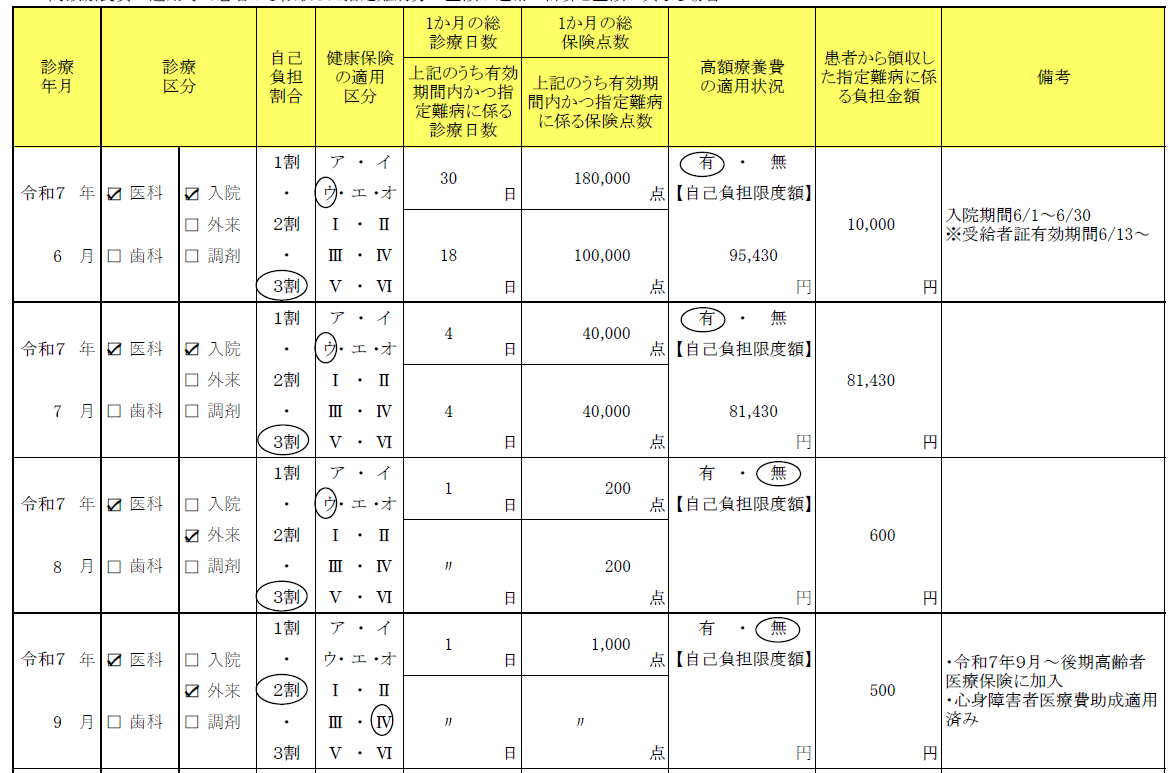 診療
年月
診療
区分
自己
負担
割合
健康保険
の適用
区分
1か月の総
診療日数
上記のうち有効
期間内かつ指
定難病に係る
診療日数
1か月の総
保険点数
上記のうち有効期
間内かつ指定難病
に係る保険点数
高額療養費
の適用状況
患者から領収し
た指定難病に係
る負担金額
備考
令和7 年
6 月
☑ 医科
□ 歯科
☑ 入院
□ 外来
□ 調剤
1割
・
2割
・
3割
ア ・ イ
ウ・エ・オ
Ⅰ ・ Ⅱ
Ⅲ ・ Ⅳ
Ⅴ ・ Ⅵ
30
日
18
日
180,000
点
100,000
点
有 ・ 無
【自己負担限度額】
95,430
円
10,000
円
入院期間6/1～6/30
※受給者証有効期間6/13～
令和7 年
7 月
☑ 医科
□ 歯科
☑ 入院
□ 外来
□ 調剤
1割
・
2割
・
3割
ア ・ イ
ウ・エ・オ
Ⅰ ・ Ⅱ
Ⅲ ・ Ⅳ
Ⅴ ・ Ⅵ
4
日
4
日
40,000
点
40,000
点
有 ・ 無
【自己負担限度額】
81,430
円
81,430
円
令和7 年
8 月
☑ 医科
□ 歯科
□ 入院
☑ 外来
□ 調剤
1割
・
2割
・
3割
ア ・ イ
ウ・エ・オ
Ⅰ ・ Ⅱ
Ⅲ ・ Ⅳ
Ⅴ ・ Ⅵ
1
日
〃
日
200
点
200
点
有 ・ 無
【自己負担限度額】
円
600
円
令和7 年
9 月
☑ 医科
□ 歯科
□ 入院
☑ 外来
□ 調剤
1割
・
2割
・
3割
ア ・ イ
ウ・エ・オ
Ⅰ ・ Ⅱ
Ⅲ ・ Ⅳ
Ⅴ ・ Ⅵ
1
日
〃
日
1,000
点
〃
点
有 ・ 無
【自己負担限度額】
円
500
円
・令和7年9月～後期高齢者
医療保険に加入
・心身障害者医療費助成適用
済み